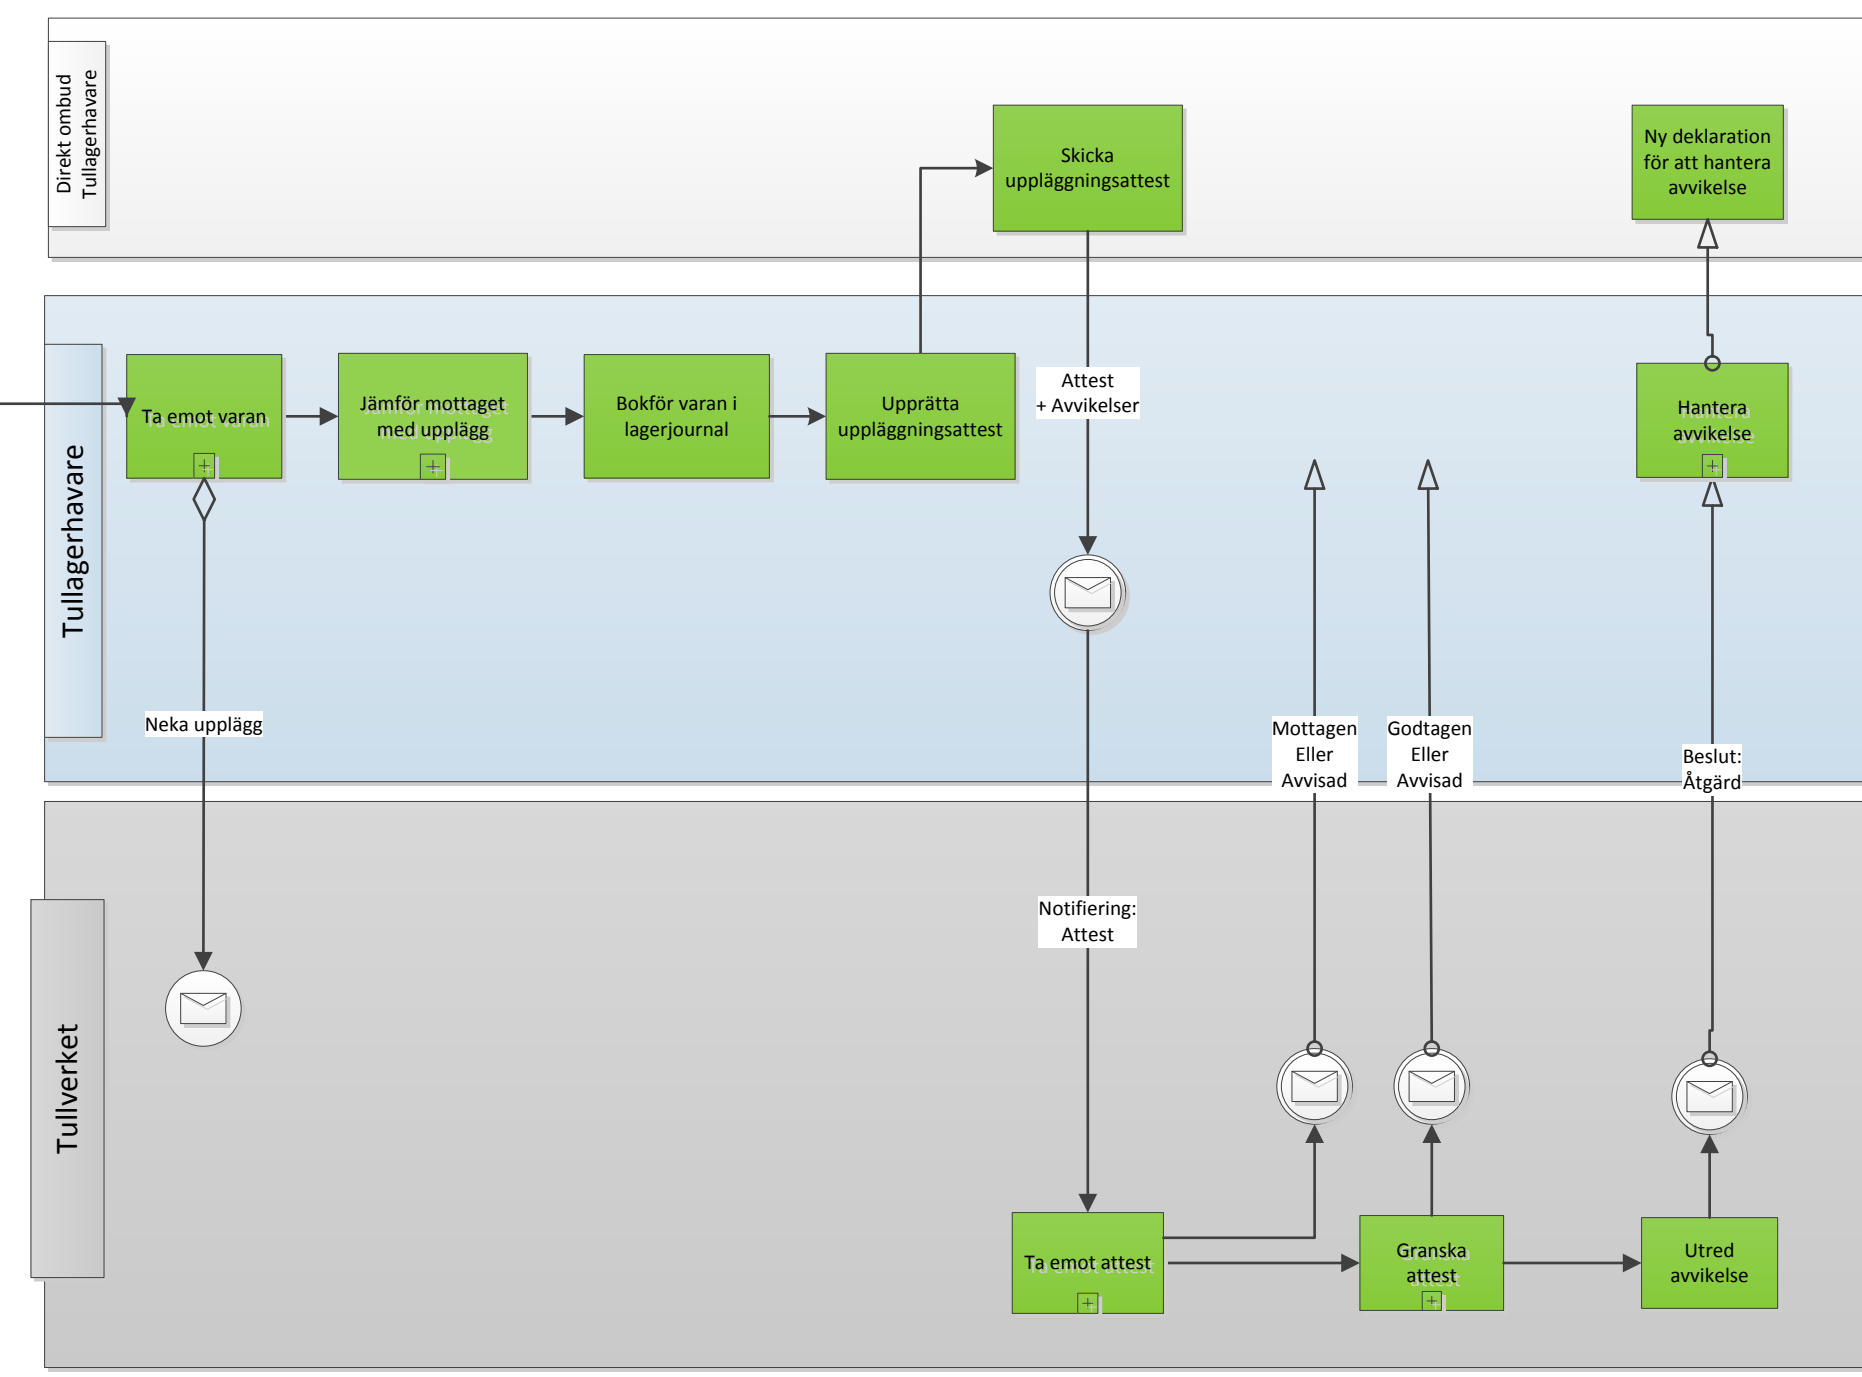 Direkt ombud
Tullagerhavare
Skicka
uppläggningsattest
Ny deklaration
för att hantera
avvikelse
Tullagerhavare
Ta emot varan
Jämför mottaget
med upplägg
Bokför varan i
lagerjournal
Upprätta
uppläggningsattest
Attest
+ Avvikelser
Hantera
avvikelse
Neka upplägg
Mottagen
Eller
Avvisad
Godtagen
Eller
Avvisad
Beslut:
Åtgärd
Tullverket
Notifiering:
Attest
Ta emot attest
Granska
attest
Utred
avvikelse